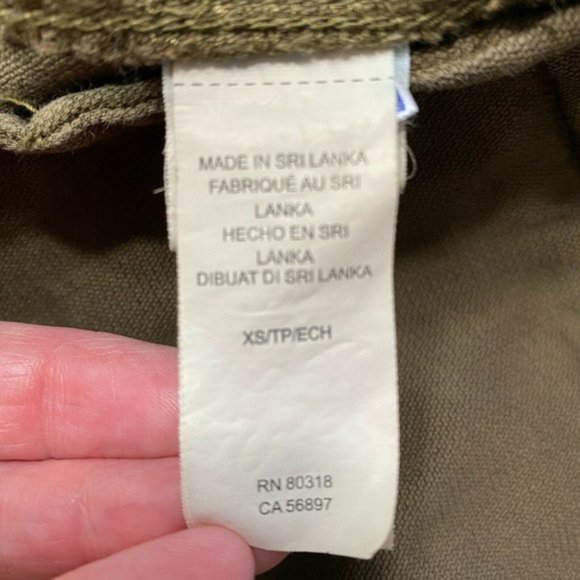 MADE IN SRI LANKA
FABRIQUÉ AU SRI
LANKA
HECHO EN SRI
LANKA
DIBUAT DI SRI LANKA
XS/TP/ECH
RN 80318
CA 56897